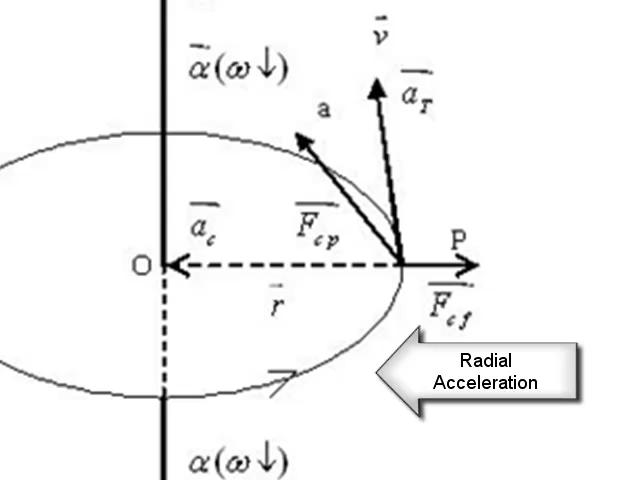 v⃗
α⃗(ω↓)
a
a_T
a_c
F_cp
P
O
r⃗
F_cf
Radial
Acceleration
α(ω↓)